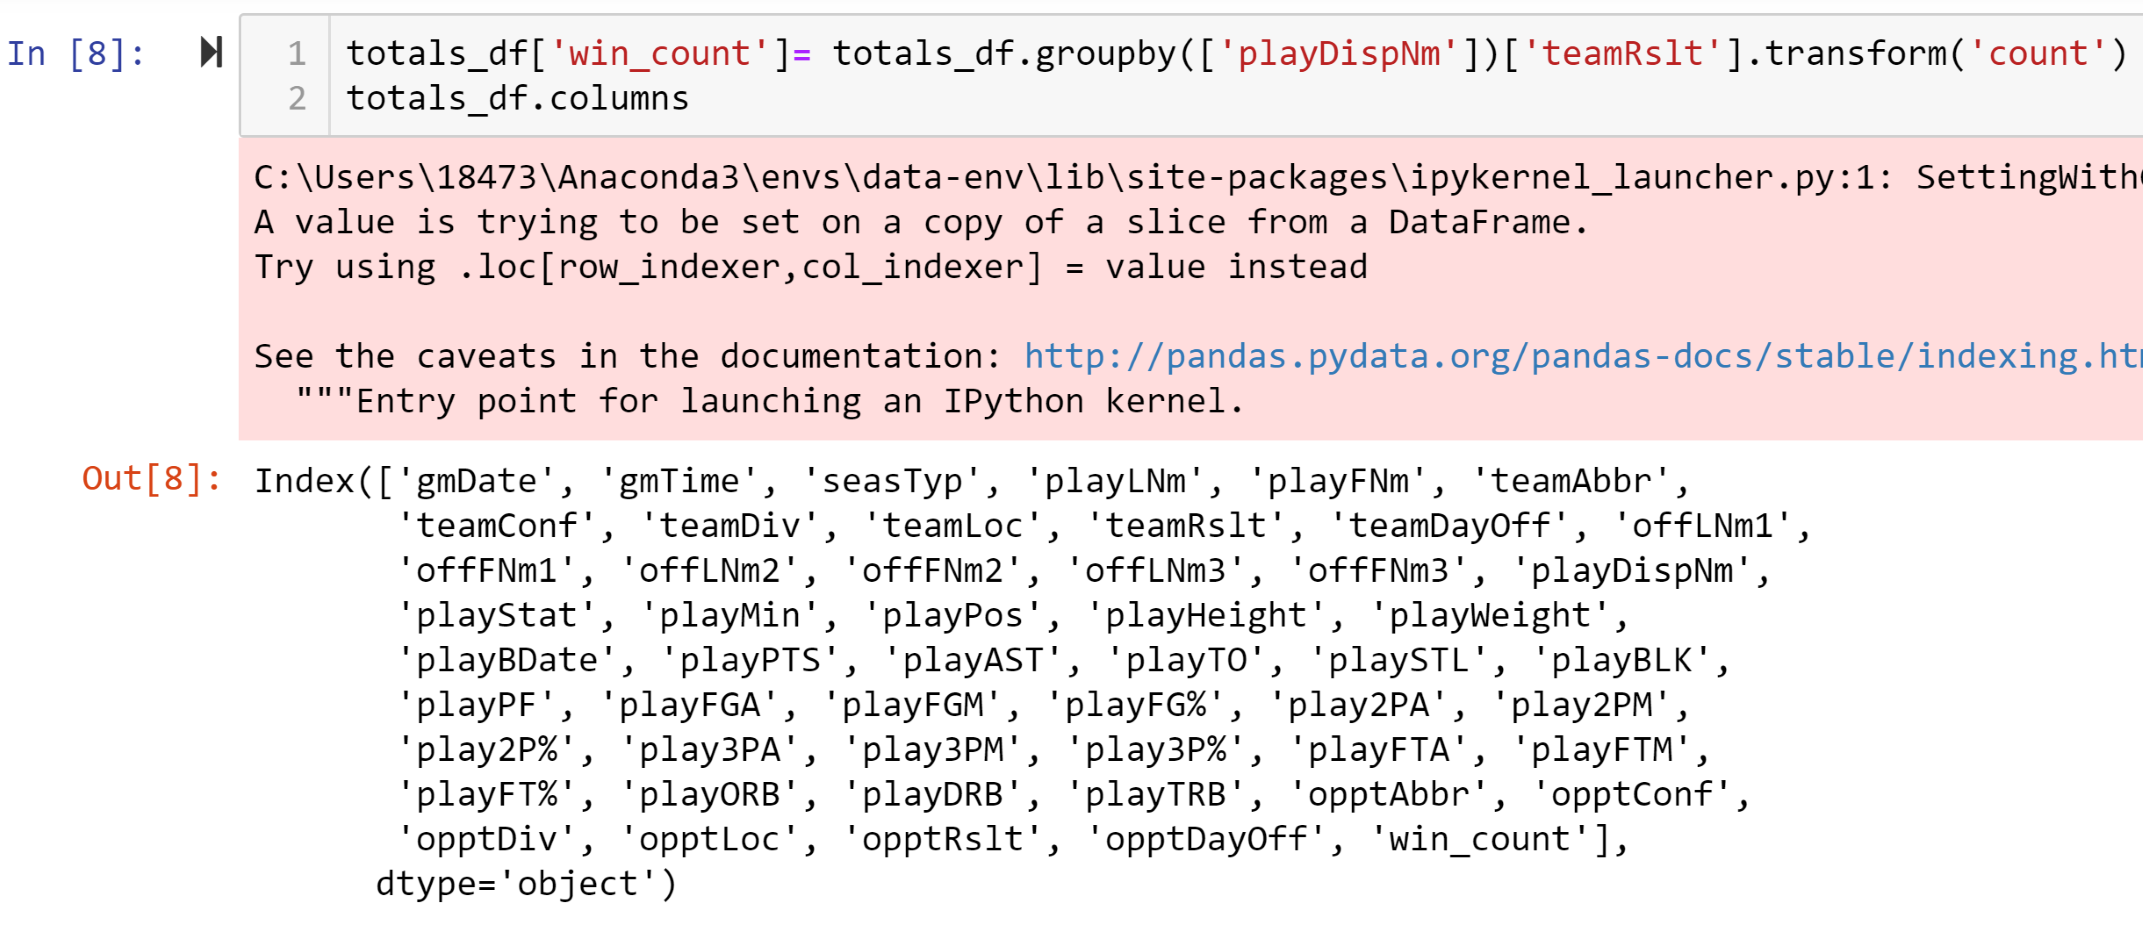 In [8]:
1 totals_df['win_count']= totals_df.groupby(['playDispNm'])['teamRslt'].transform('count')
2 totals_df.columns
C:\Users\18473\Anaconda3\envs\data-env\lib\site-packages\ipykernel_launcher.py:1:
A value is trying to be set on a copy of a slice from a DataFrame.
Try using .loc[row_indexer,col_indexer] = value instead
See the caveats in the documentation: http://pandas.pydata.org/pandas-docs/stable/indexing.ht
"""Entry point for launching an IPython kernel.
Out[8]: Index(['gmDate', 'gmTime', 'seasTyp', 'playLNm', 'playFNm', 'teamAbbr',
'teamConf', 'teamDiv', 'teamLoc', 'teamRslt', 'teamDayOff', 'offLNm1',
'offFNm1', 'offLNm2', 'offFNm2', 'offLNm3', 'offFNm3', 'playDispNm',
'playStat', 'playMin', 'playPos', 'playHeight', 'playWeight',
'playBDate', 'playPTS', 'playAST', 'playTO', 'playSTL', 'playBLK',
'playPF', 'playFGA', 'playFGM', 'playFG%', 'play2PA', 'play2PM',
'play2P%', 'play3PA', 'play3PM', 'play3P%', 'playFTA', 'playFTM',
'playFT%', 'playORB', 'playDRB', 'playTRB', 'opptAbbr', 'opptConf',
'opptDiv', 'opptLoc', 'opptRslt', 'opptDayOff', 'win_count'],
dtype='object')